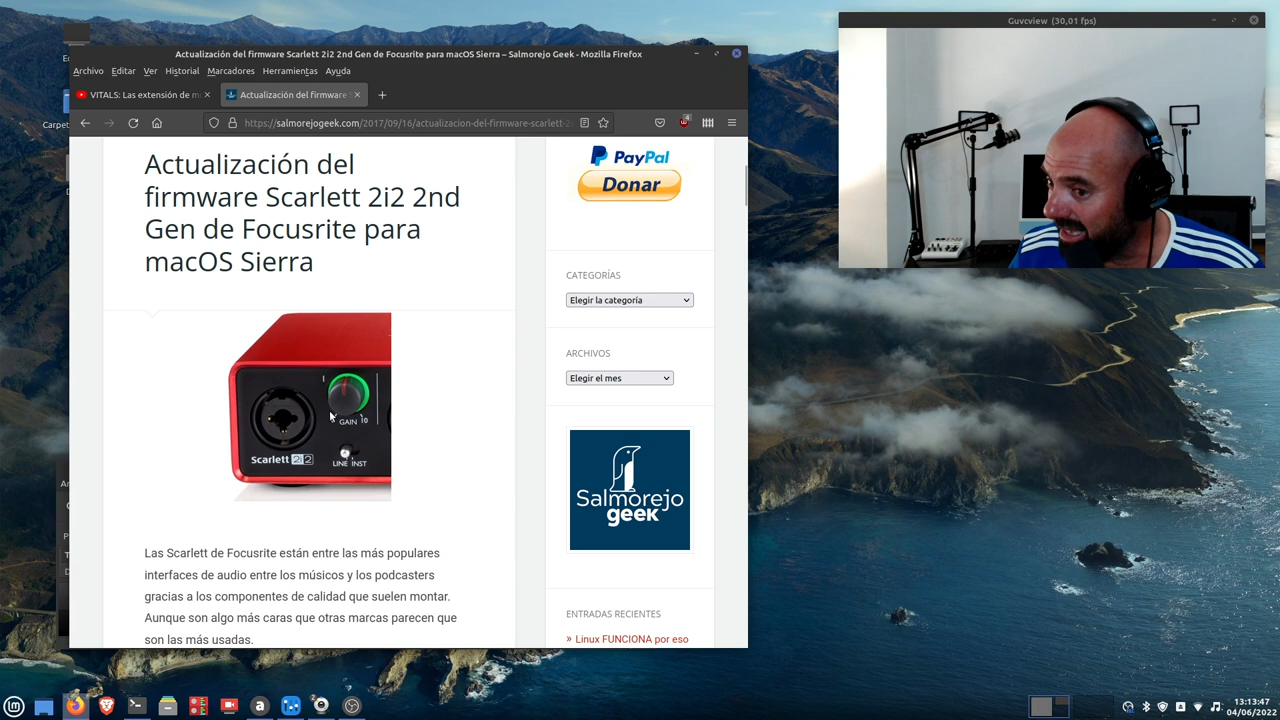 Guvcview (30,01 fps)
Actualización del firmware Scarlett 2i2 2nd Gen de Focusrite para macOS Sierra – Salmorejo Geek - Mozilla Firefox
Archivo Editar Ver Historial Marcadores Herramientas Ayuda
VITALS: Las extensión de m
Actualización del firmware
https://salmorejogeek.com/2017/09/16/actualizacion-del-firmware-scarlett-2
4
Carpet
Actualización del
firmware Scarlett 2i2 2nd
Gen de Focusrite para
macOS Sierra
PayPal
Donar
CATEGORÍAS
Elegir la categoría
ARCHIVOS
Elegir el mes
I
GAIN 10
Scarlett 2i2
LINE INST
Salmorejo
geek
Las Scarlett de Focusrite están entre las más populares
interfaces de audio entre los músicos y los podcasters
gracias a los componentes de calidad que suelen montar.
Aunque son algo más caras que otras marcas parecen que
son las más usadas.
ENTRADAS RECIENTES
» Linux FUNCIONA por eso
13:13:47
04/06/2022